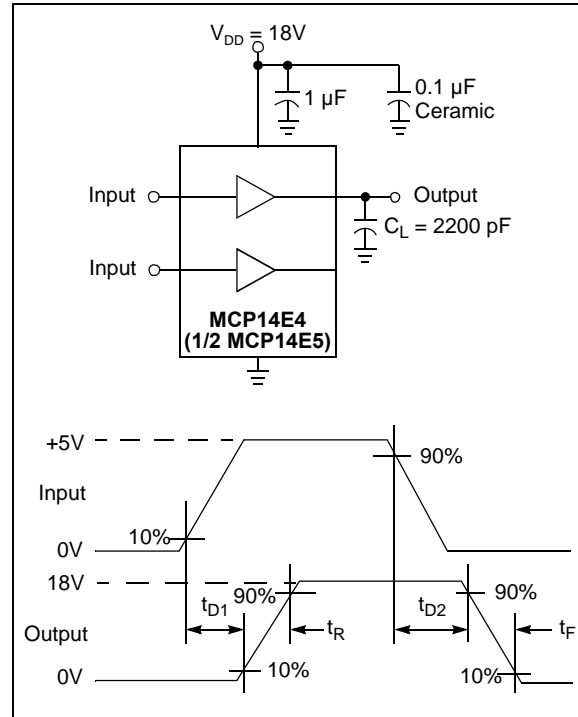 V_DD = 18V
1 µF
0.1 µF
Ceramic
Input
Output
C_L = 2200 pF
Input
MCP14E4
(1/2 MCP14E5)
+5V
90%
Input
10%
0V
18V
90%
t_D1
t_R
t_D2
90%
t_F
Output
10%
10%
0V